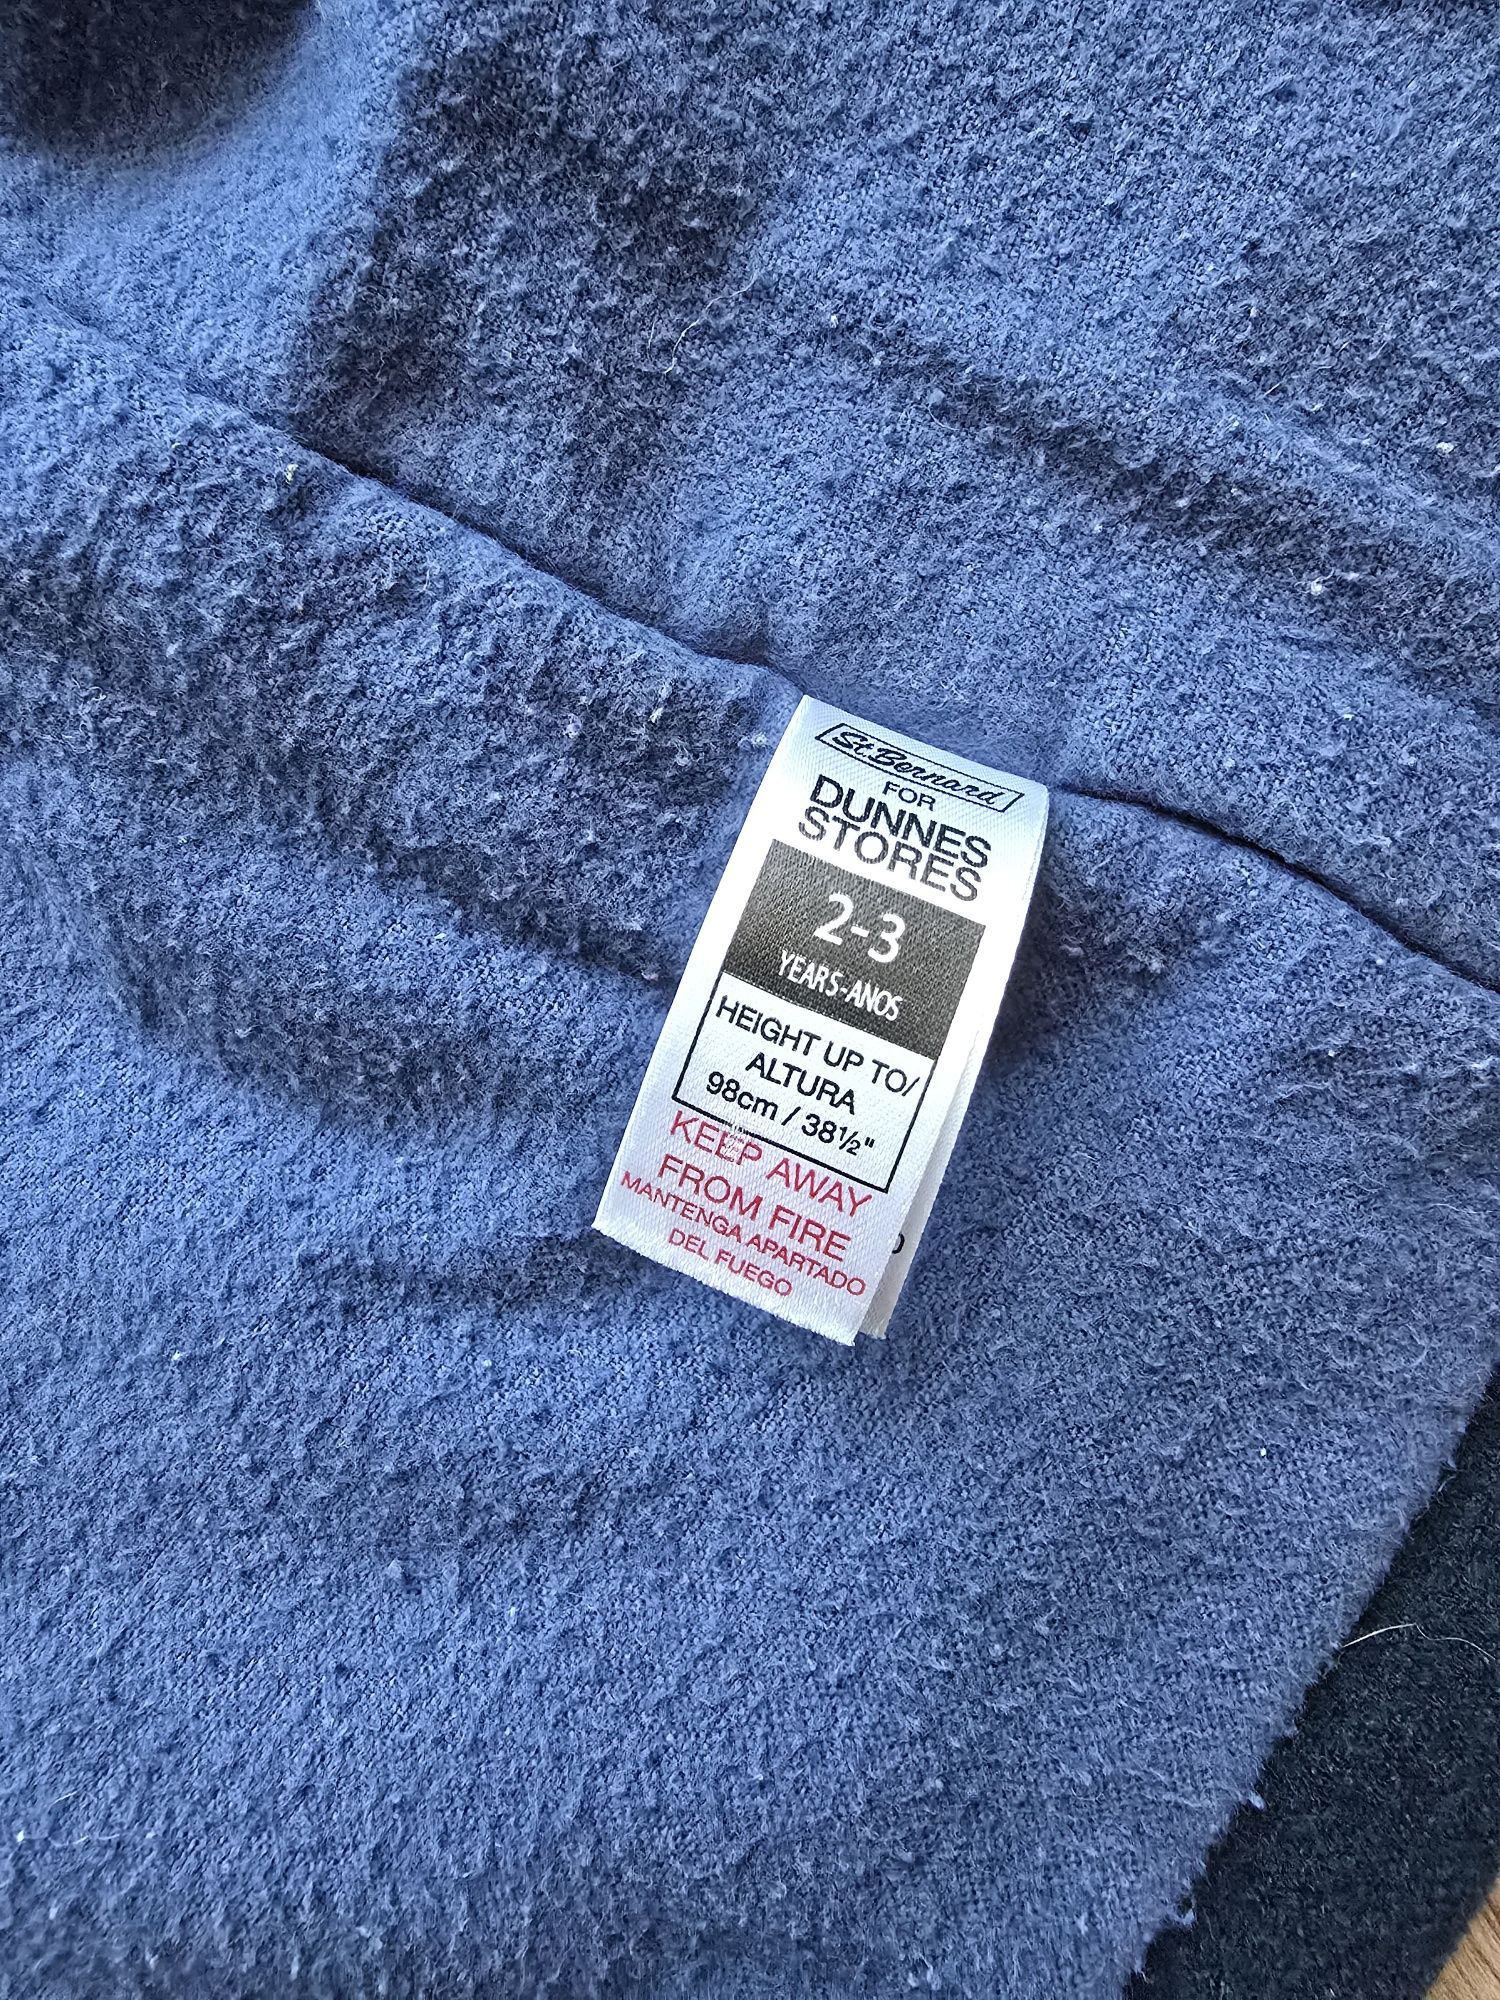 St. Bernard
FOR
DUNNES
STORES
2-3
YEARS-ANOS
HEIGHT UP TO/
ALTURA
98cm / 38½"
KEEP AWAY
FROM FIRE
MANTENGA APARTADO
DEL FUEGO